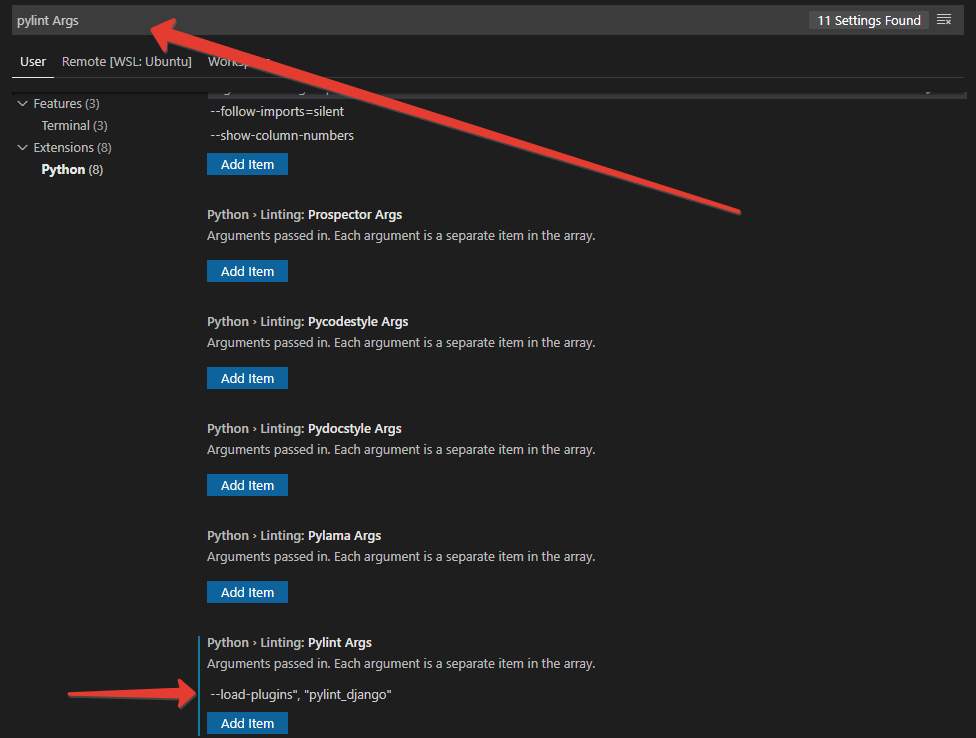 pylint Args
11 Settings Found
User Remote [WSL: Ubuntu]
Features (3)
Terminal (3)
Extensions (8)
Python (8)
--follow-imports=silent
--show-column-numbers
Add Item
Python › Linting: Prospector Args
Arguments passed in. Each argument is a separate item in the array.
Add Item
Python › Linting: Pycodestyle Args
Arguments passed in. Each argument is a separate item in the array.
Add Item
Python › Linting: Pydocstyle Args
Arguments passed in. Each argument is a separate item in the array.
Add Item
Python › Linting: Pylama Args
Arguments passed in. Each argument is a separate item in the array.
Add Item
Python › Linting: Pylint Args
Arguments passed in. Each argument is a separate item in the array.
--load-plugins", "pylint_django"
Add Item